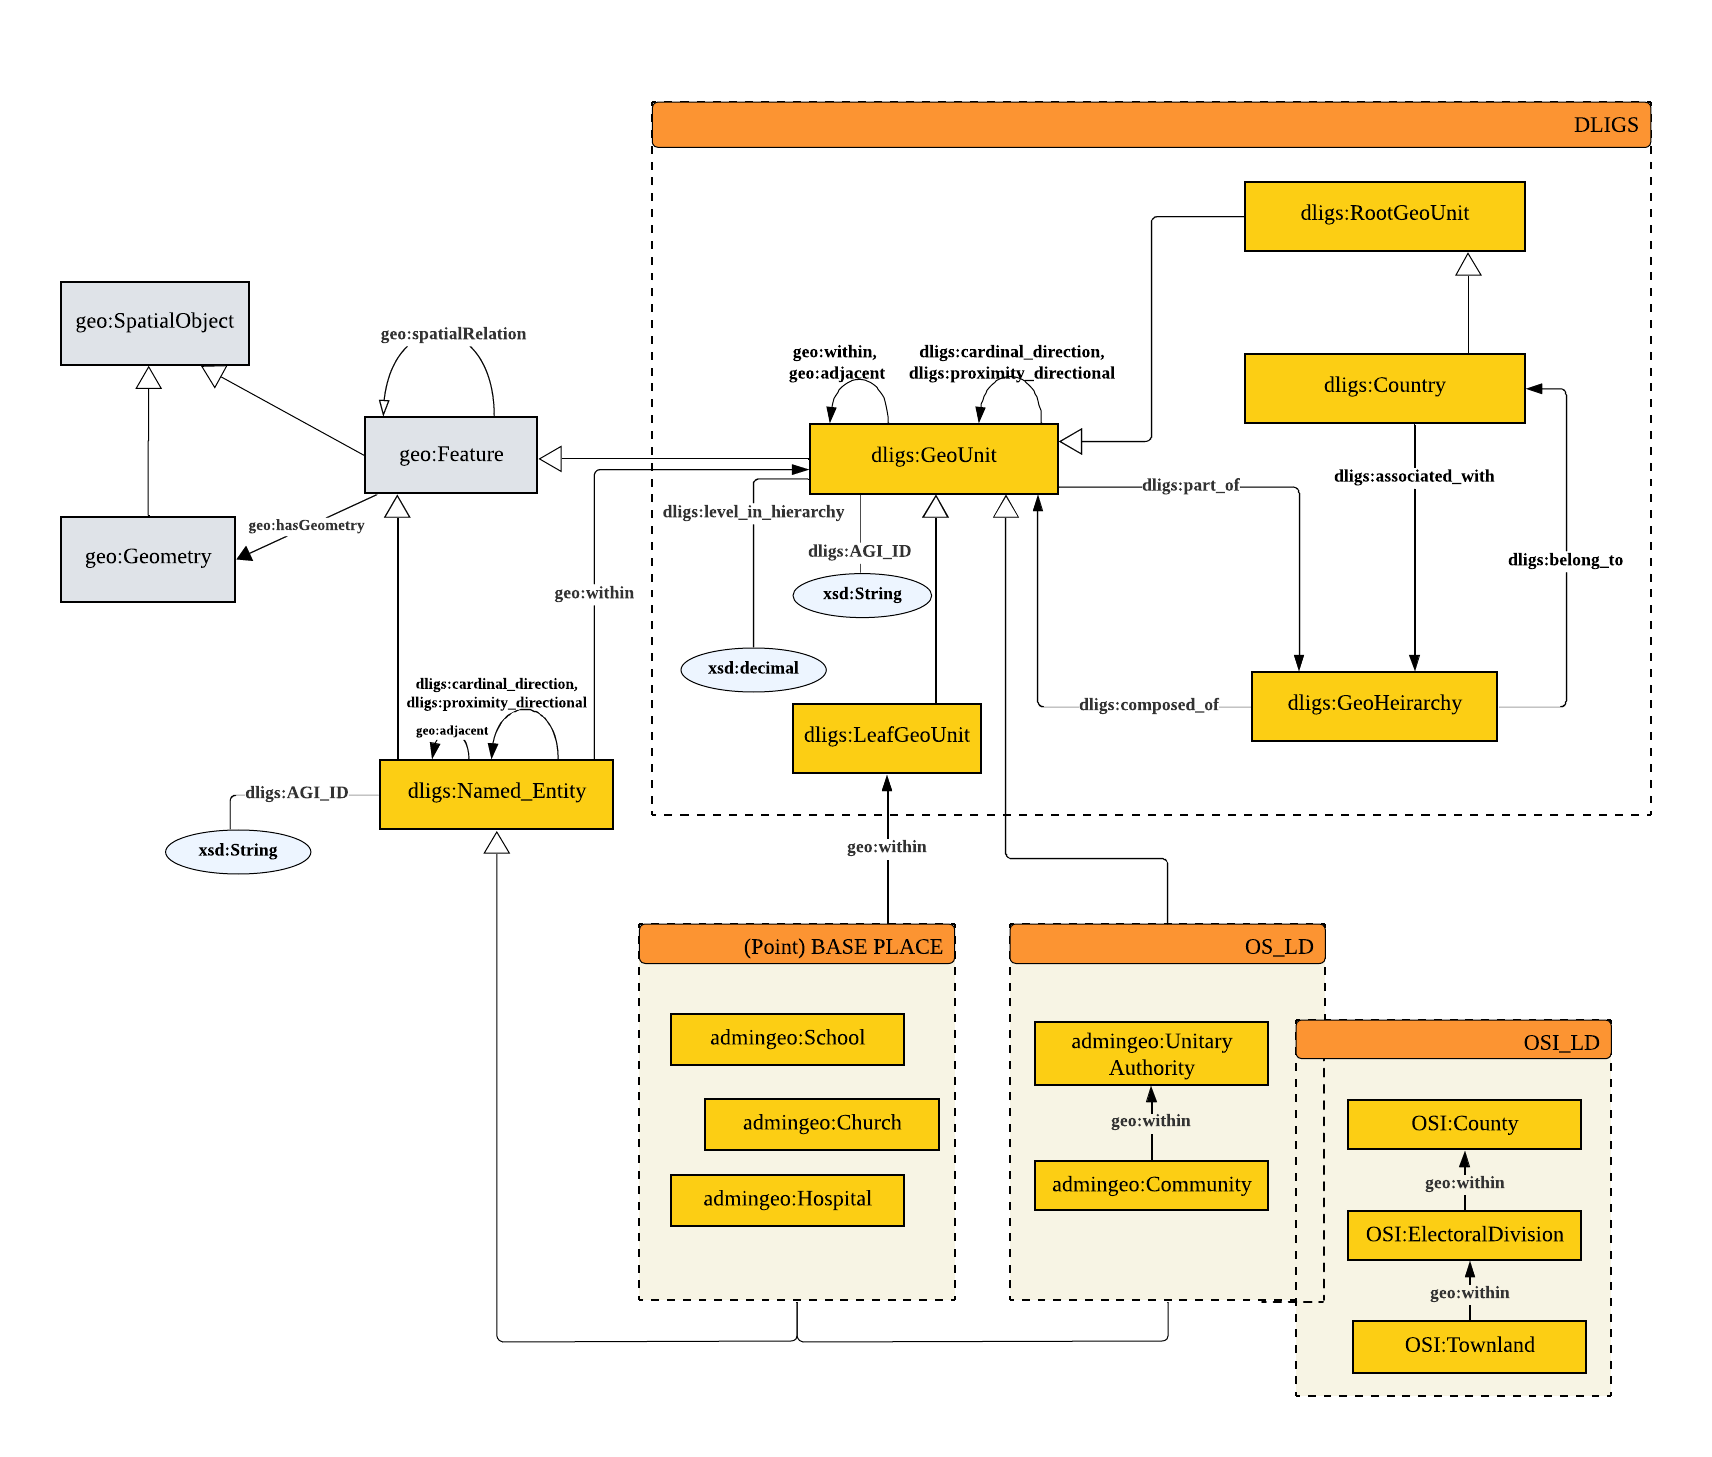 DLIGS
dligs:RootGeoUnit
geo:SpatialObject
geo:spatialRelation
geo:within,
geo:adjacent
dligs:cardinal_direction,
dligs:proximity_directional
dligs:Country
geo:Feature
dligs:GeoUnit
dligs:part_of
dligs:associated_with
geo:hasGeometry
dligs:level_in_hierarchy
geo:Geometry
dligs:AGI_ID
dligs:belong_to
geo:within
xsd:String
xsd:decimal
dligs:cardinal_direction,
dligs:proximity_directional
geo:adjacent
dligs:composed_of
dligs:GeoHeirarchy
dligs:LeafGeoUnit
dligs:Named_Entity
dligs:AGI_ID
xsd:String
geo:within
(Point) BASE PLACE
admingeo:School
admingeo:Church
admingeo:Hospital
OS_LD
admingeo:Unitary
Authority
geo:within
admingeo:Community
OSI_LD
OSI:County
geo:within
OSI:ElectoralDivision
geo:within
OSI:Townland